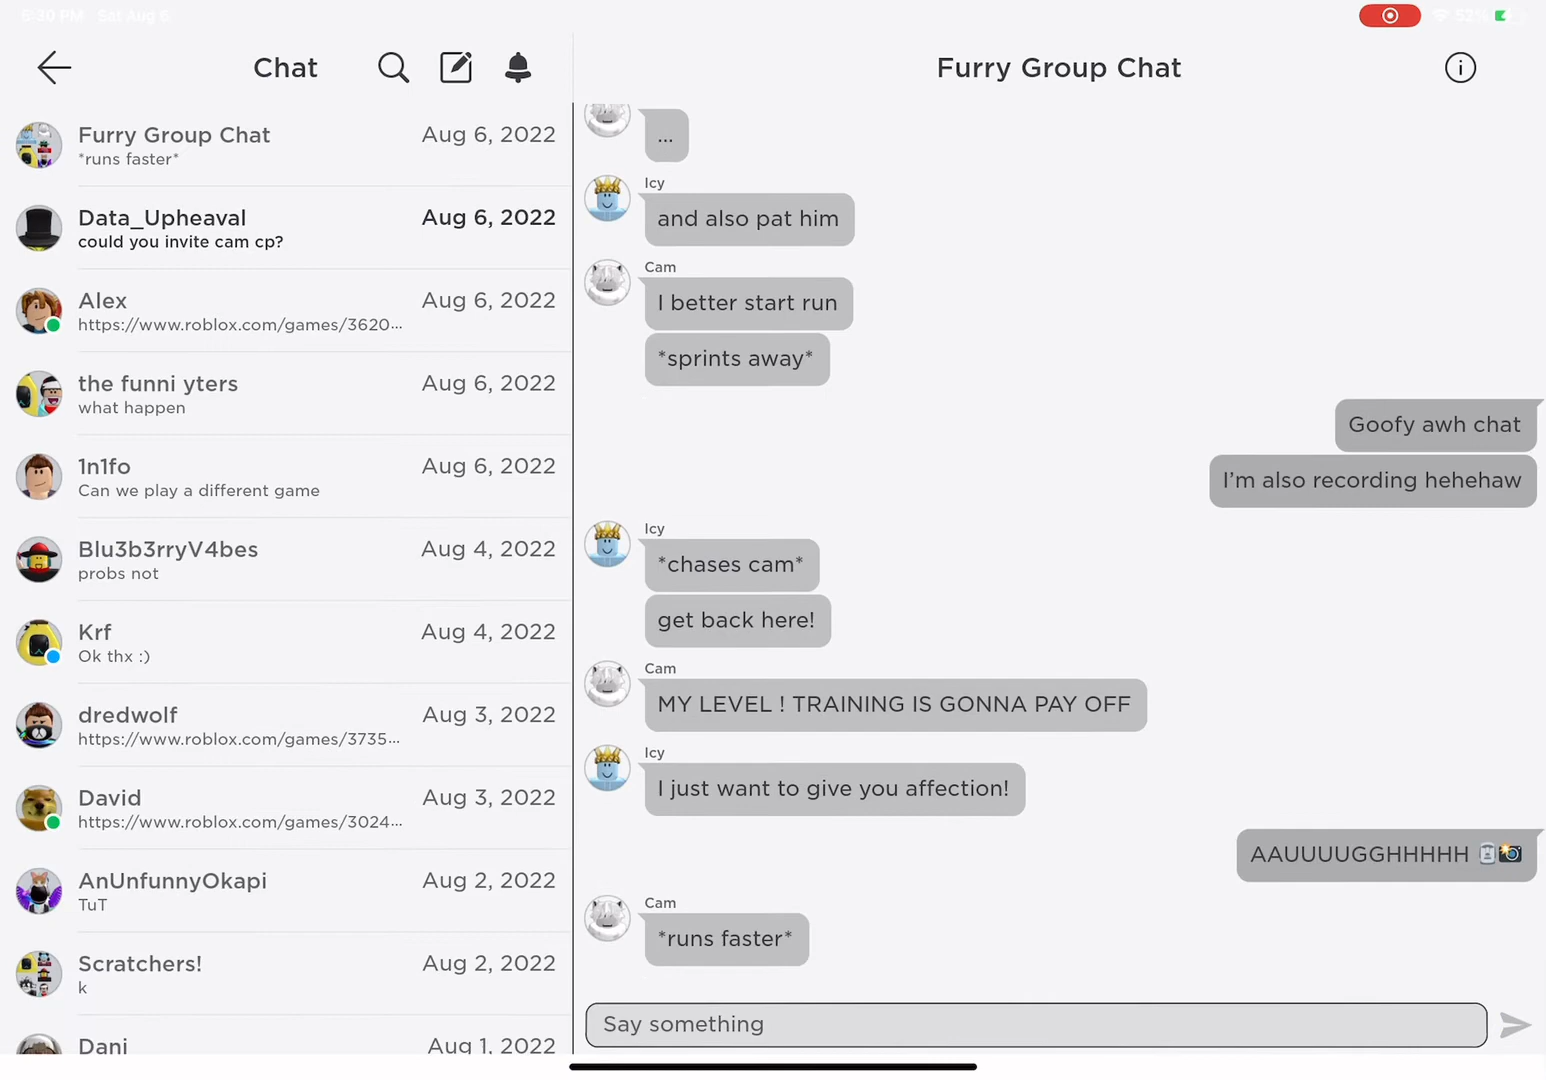 5:30 PM Sat Aug 6
52%
Chat
Furry Group Chat
Furry Group Chat
Aug 6, 2022
*runs faster*
Data_Upheaval
Aug 6, 2022
could you invite cam cp?
Alex
Aug 6, 2022
https://www.roblox.com/games/3620...
the funni yters
Aug 6, 2022
what happen
1n1fo
Aug 6, 2022
Can we play a different game
Blu3b3rryV4bes
Aug 4, 2022
probs not
Krf
Aug 4, 2022
Ok thx :)
dredwolf
Aug 3, 2022
https://www.roblox.com/games/3735...
David
Aug 3, 2022
https://www.roblox.com/games/3024...
AnUnfunnyOkapi
Aug 2, 2022
TuT
Scratchers!
Aug 2, 2022
k
Dani
Aug 1, 2022
...
Icy
and also pat him
Cam
I better start run
*sprints away*
Goofy awh chat
I'm also recording hehehaw
Icy
*chases cam*
get back here!
Cam
MY LEVEL ! TRAINING IS GONNA PAY OFF
Icy
I just want to give you affection!
AAUUUUGGHHHHH
Cam
*runs faster*
Say something